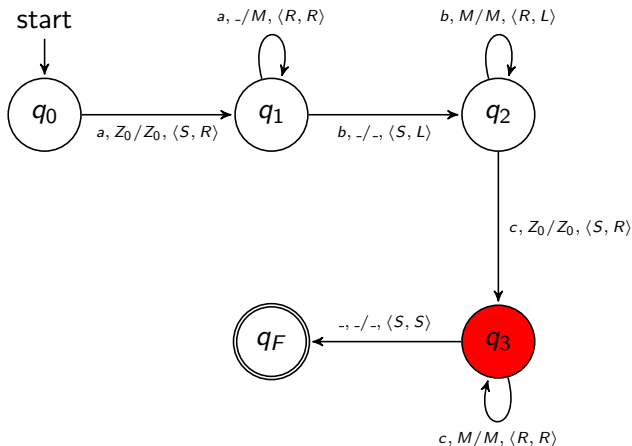 start
a, _/M, ⟨R, R⟩
b, M/M, ⟨R, L⟩
q0
q1
q2
a, Z0/Z0, ⟨S, R⟩
b, _/_, ⟨S, L⟩
c, Z0/Z0, ⟨S, R⟩
_, _/_, ⟨S, S⟩
qF
q3
c, M/M, ⟨R, R⟩